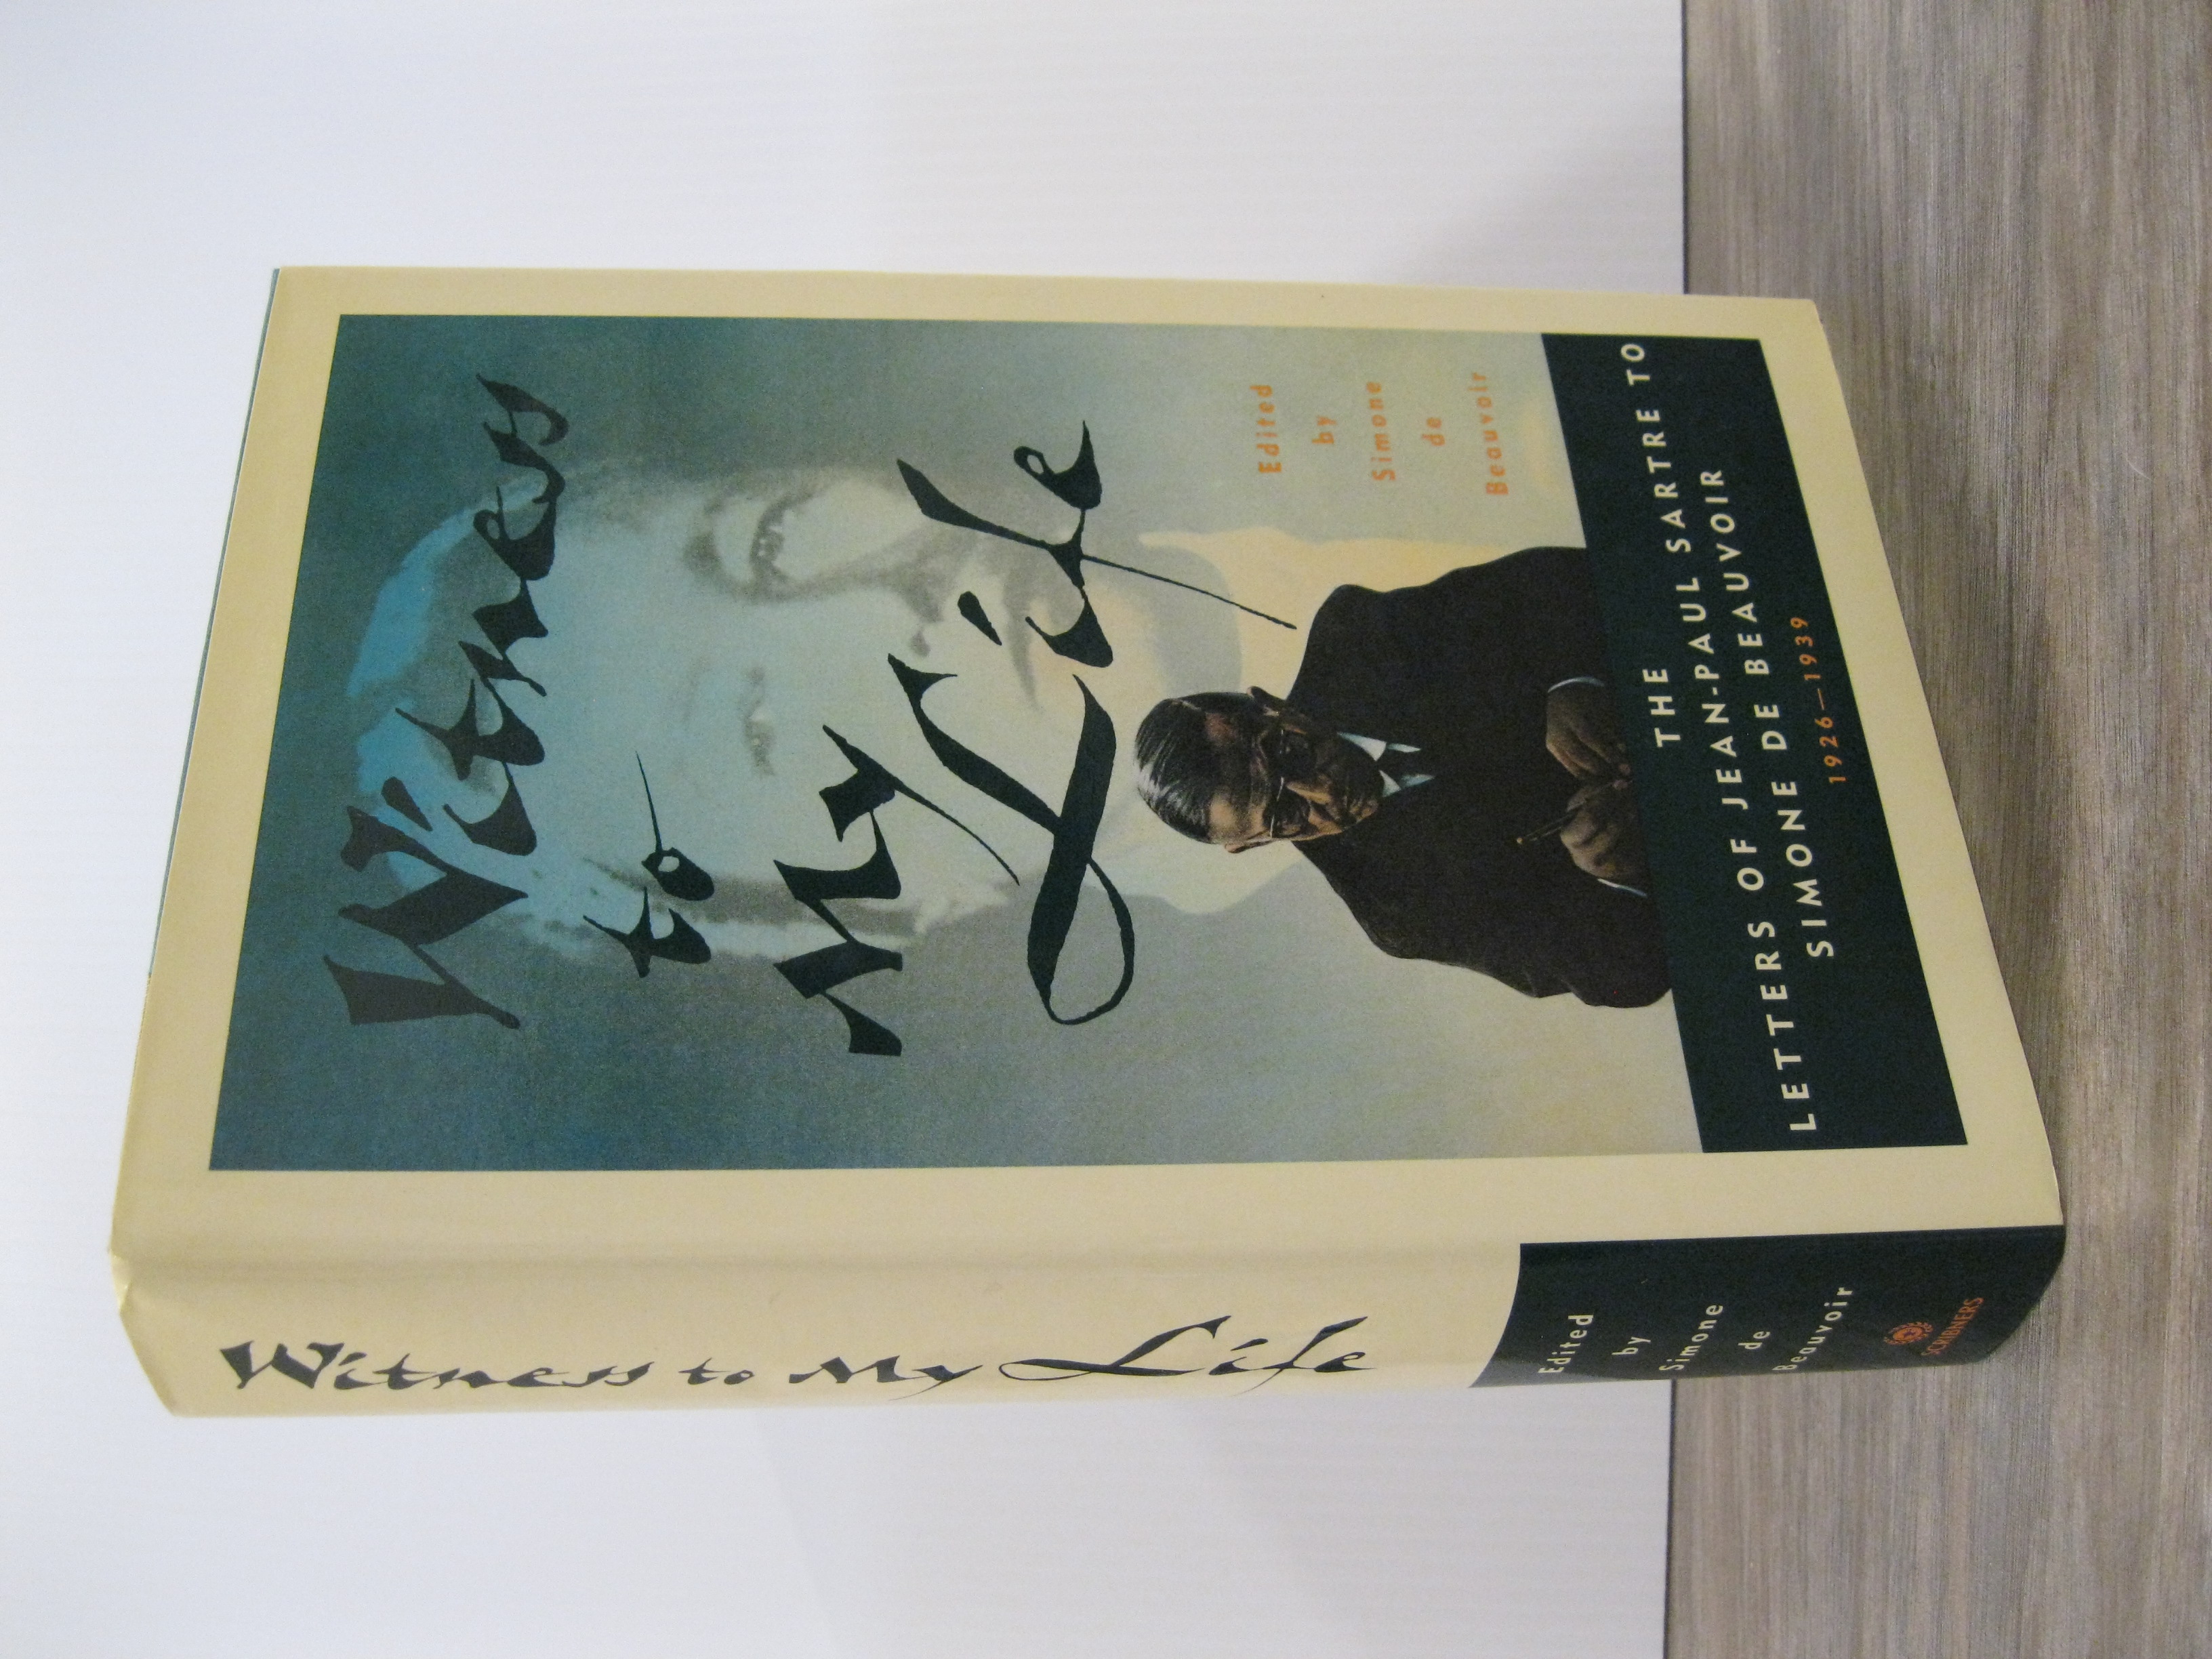 Witness
to
My
Life
Edited
by
Simone
de
Beauvoir
THE
LETTERS OF JEAN-PAUL SARTRE TO
SIMONE DE BEAUVOIR
1926–1939
Witness to My Life
Edited
by
Simone
de
Beauvoir
SCRIBNERS